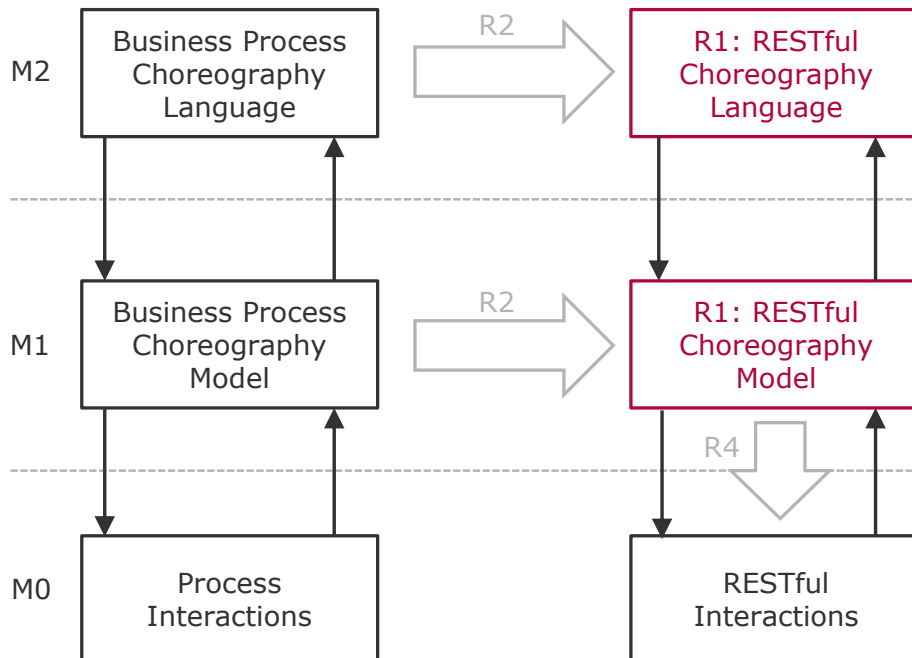 M2
Business Process
Choreography
Language
R2
R1: RESTful
Choreography
Language
M1
Business Process
Choreography
Model
R2
R1: RESTful
Choreography
Model
R4
M0
Process
Interactions
RESTful
Interactions